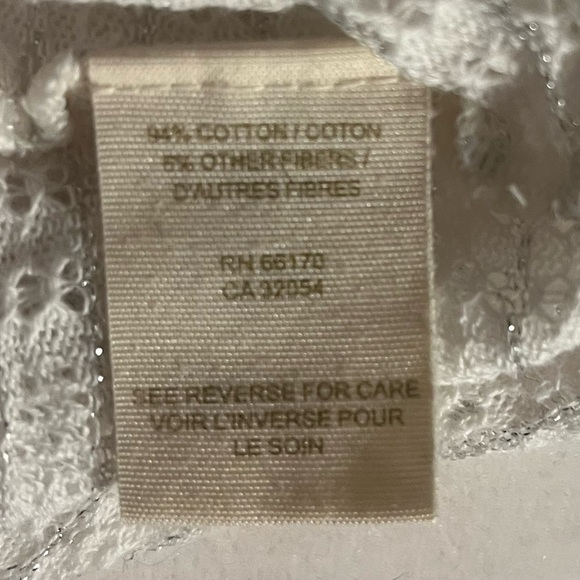 94% COTTON / COTON
6% OTHER FIBERS /
D'AUTRES FIBRES
RN 66170
CA 32054
SEE REVERSE FOR CARE
VOIR L'INVERSE POUR
LE SOIN